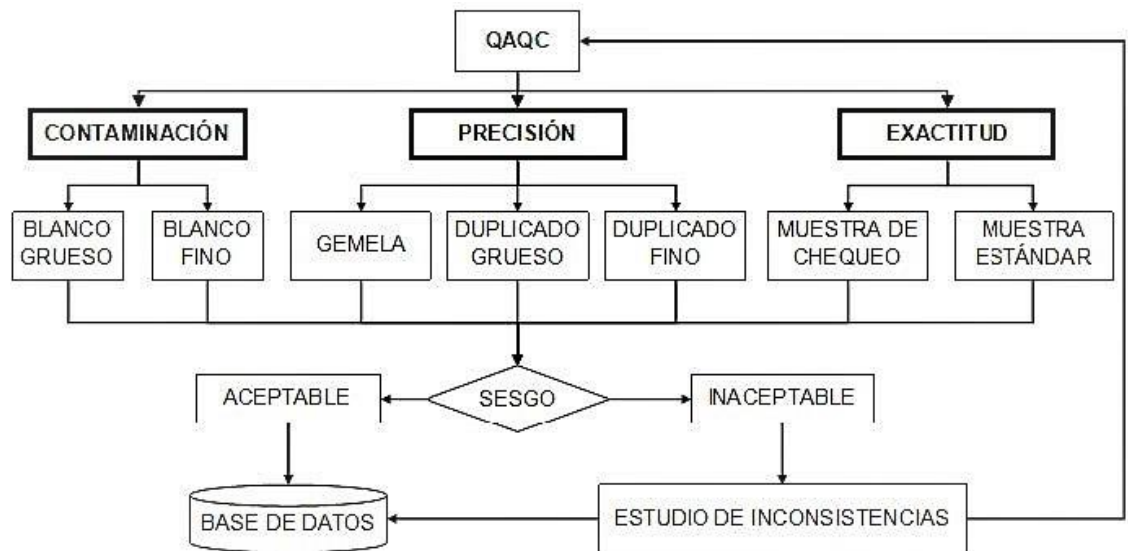 QAQC
CONTAMINACIÓN
PRECISIÓN
EXACTITUD
BLANCO
GRUESO
BLANCO
FINO
GEMELA
DUPLICADO
GRUESO
DUPLICADO
FINO
MUESTRA DE
CHEQUEO
MUESTRA
ESTÁNDAR
ACEPTABLE
SESGO
INACEPTABLE
BASE DE DATOS
ESTUDIO DE INCONSISTENCIAS